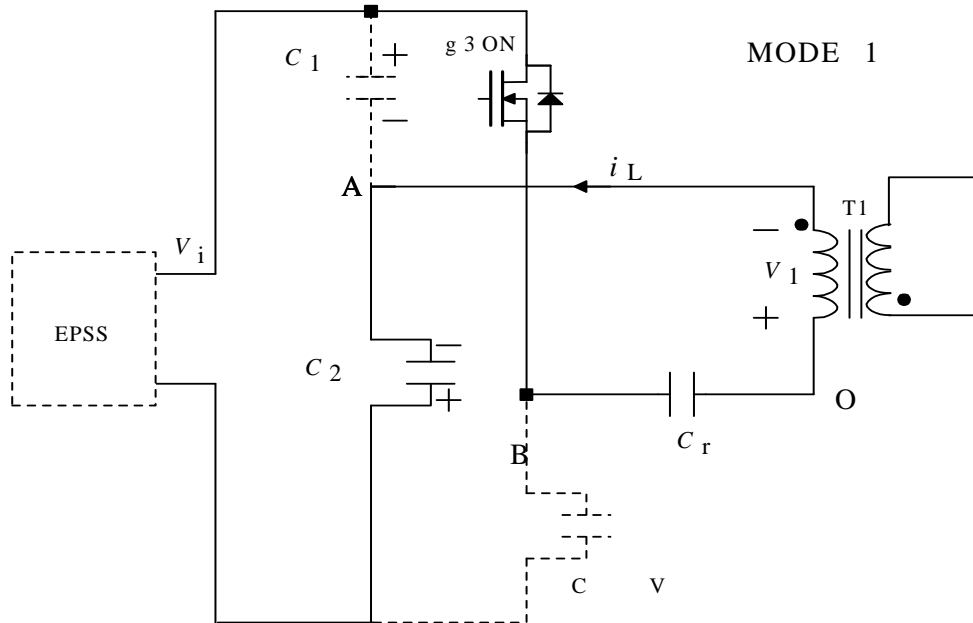 g 3 ON
MODE 1
C 1
+
−
A
i L
T1
V i
−
V 1
+
EPSS
C 2
−
+
O
C r
B
C V